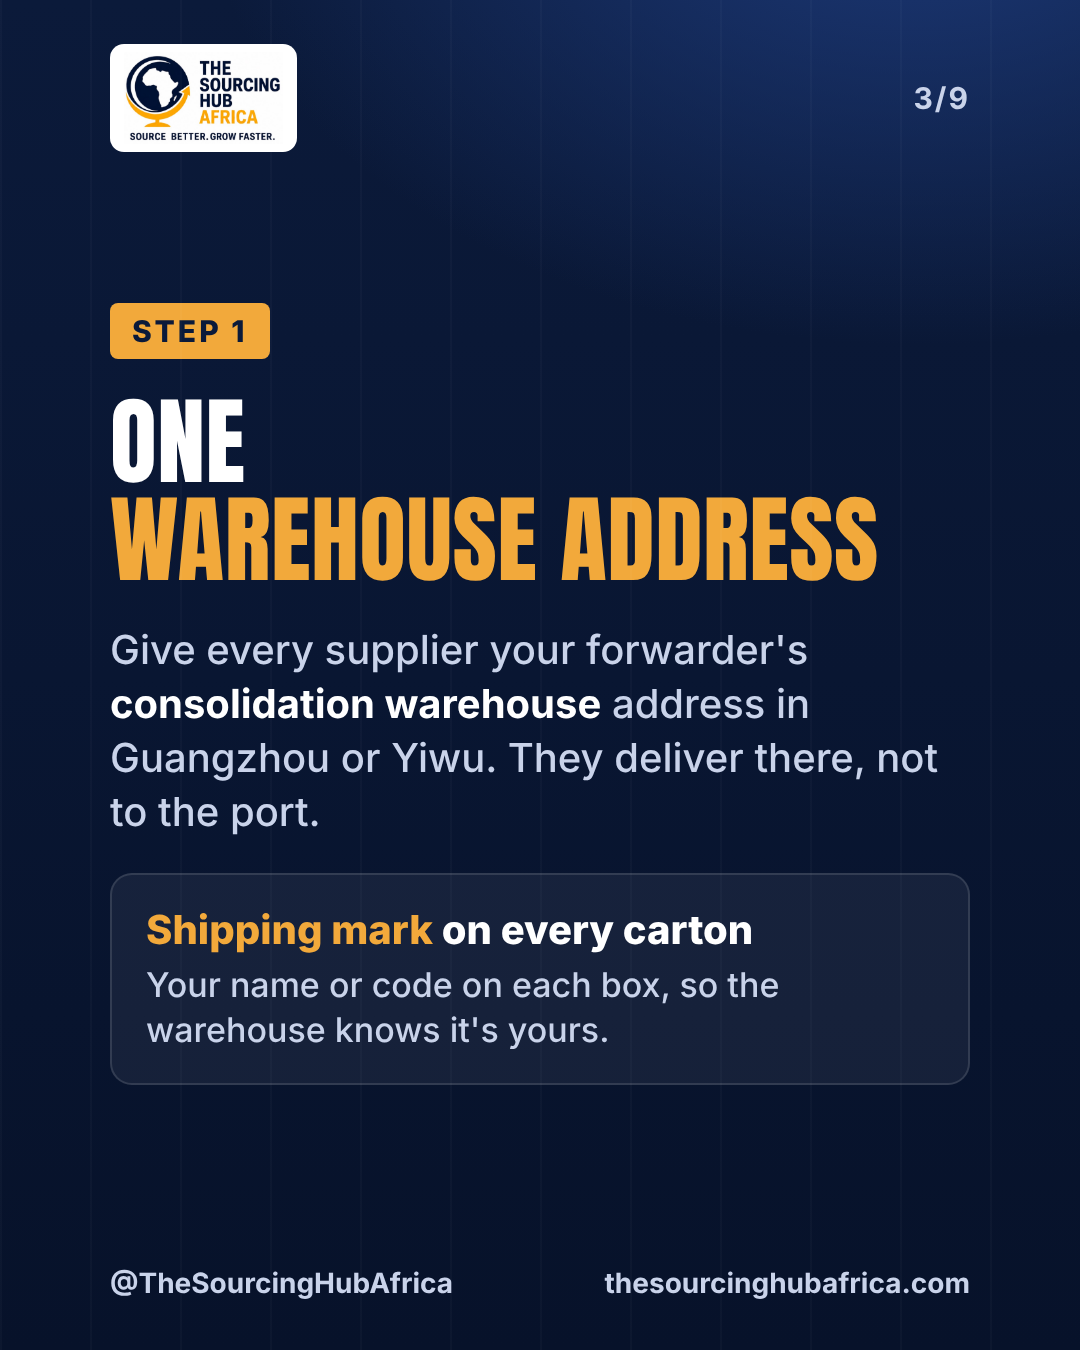 THE
SOURCING
HUB
AFRICA
SOURCE BETTER. GROW FASTER.
3/9
STEP 1
ONE
WAREHOUSE ADDRESS
Give every supplier your forwarder's
consolidation warehouse address in
Guangzhou or Yiwu. They deliver there, not
to the port.
Shipping mark on every carton
Your name or code on each box, so the
warehouse knows it's yours.
@TheSourcingHubAfrica
thesourcinghubafrica.com